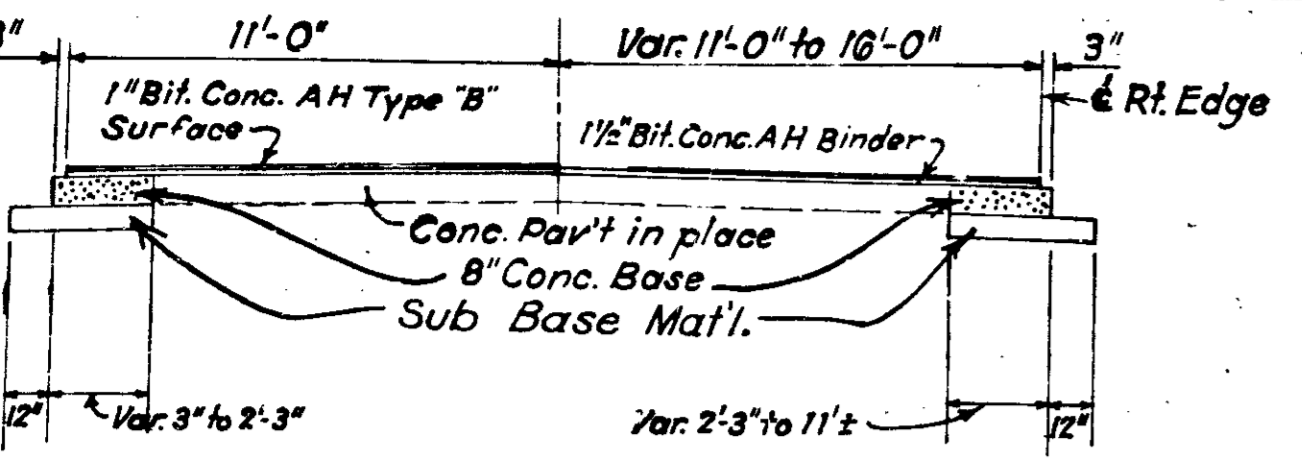 3"
11'-0"
Var. 11'-0" to 16'-0"
3"
1" Bit. Conc. AH Type "B"
Surface
1½" Bit. Conc. AH Binder
℄ Rt. Edge
Conc. Pav't in place
8" Conc. Base
Sub Base Mat'l.
12"
Var. 3" to 2'-3"
Var. 2'-3" to 11'±
12"